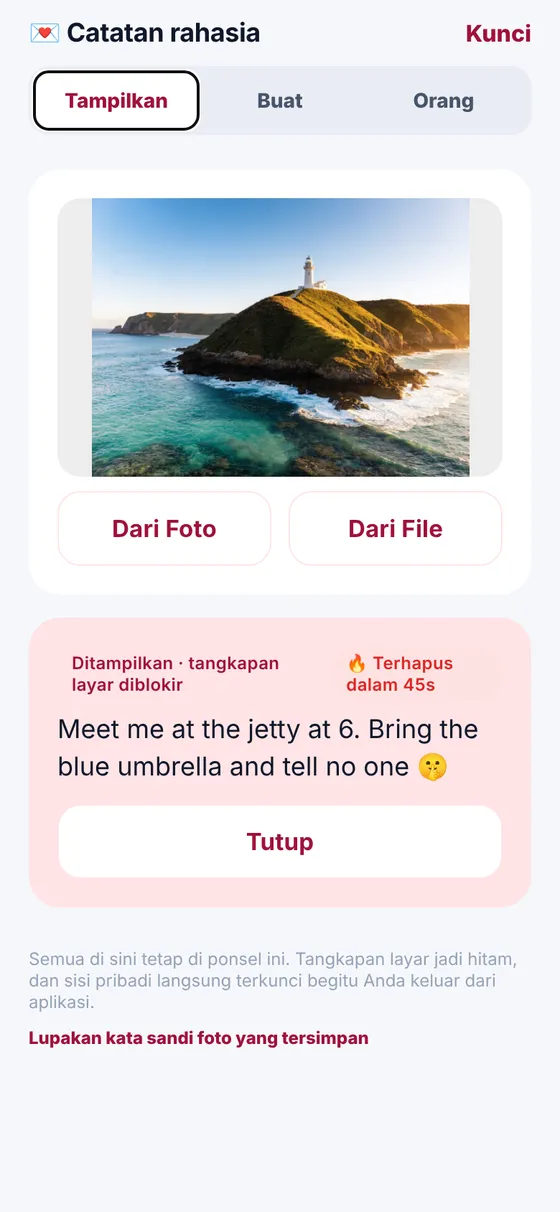 💌 Catatan rahasia
Kunci
Tampilkan
Buat
Orang
Dari Foto
Dari File
Ditampilkan · tangkapan
layar diblokir
🔥 Terhapus
dalam 45s
Meet me at the jetty at 6. Bring the
blue umbrella and tell no one 🤫
Tutup
Semua di sini tetap di ponsel ini. Tangkapan layar jadi hitam,
dan sisi pribadi langsung terkunci begitu Anda keluar dari
aplikasi.
Lupakan kata sandi foto yang tersimpan